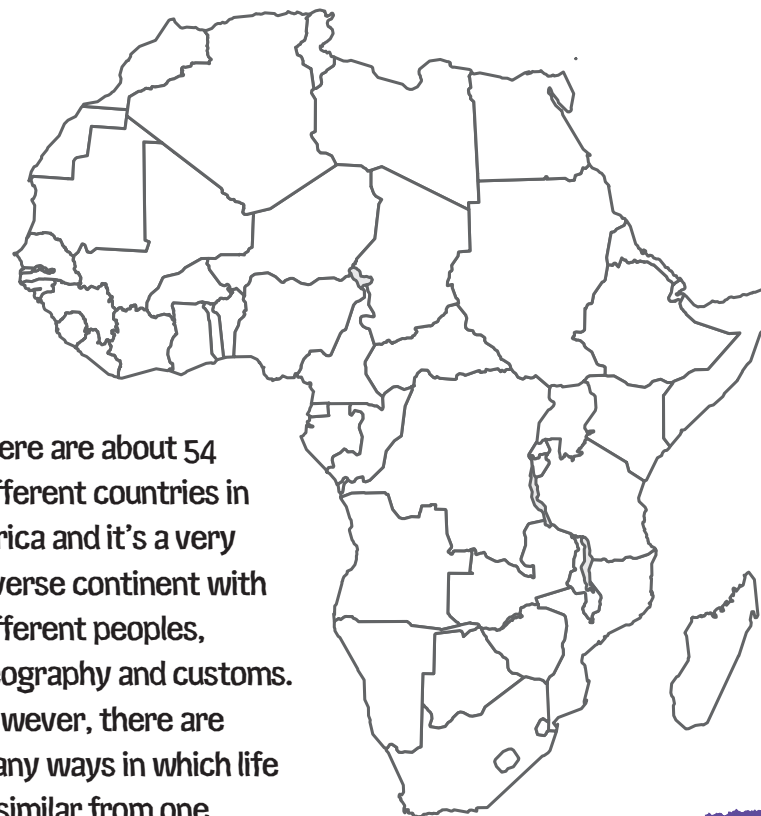 ere are about 54
fferent countries in
rica and it's a very
verse continent with
fferent peoples,
ography and customs.
wever, there are
any ways in which life
similar from one